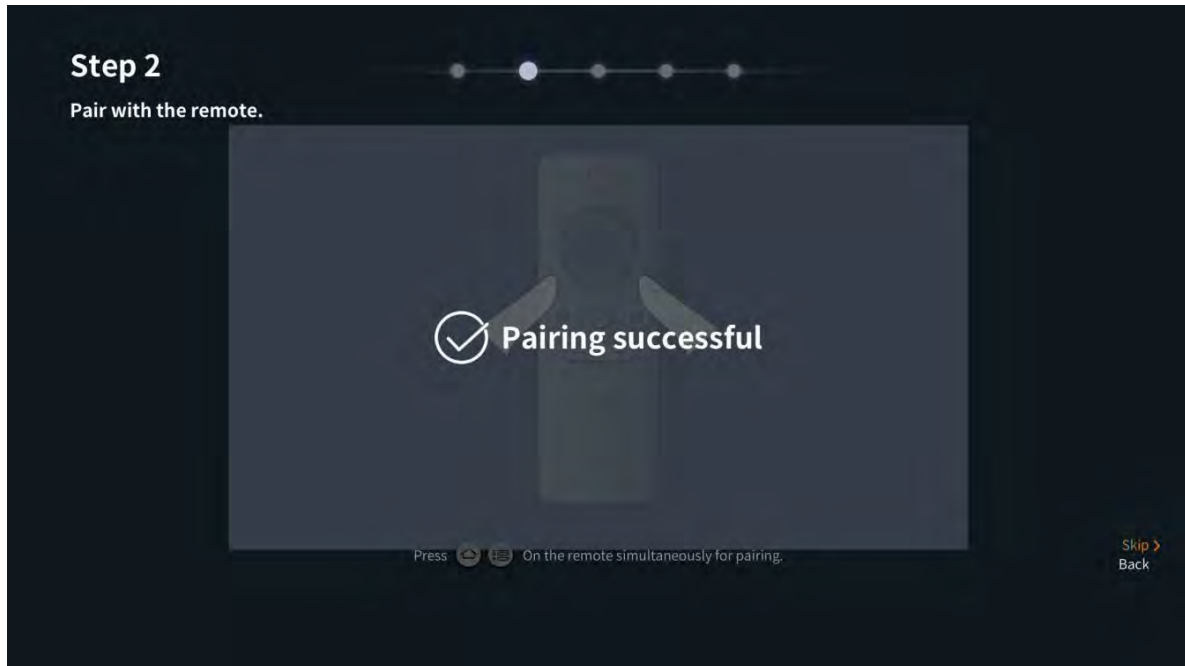 Step 2
Pair with the remote.
Pairing successful
Press On the remote simultaneously for pairing.
Skip
Back